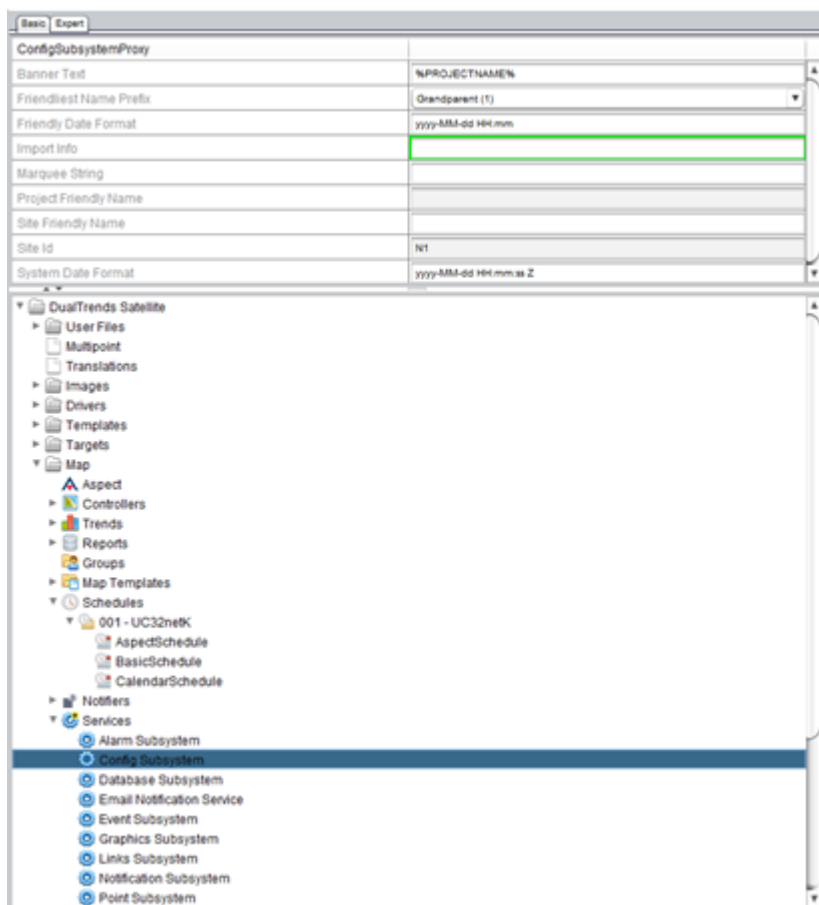 Basic Expert
ConfigSubsystemProxy
Banner Text %PROJECTNAME%
Friendliest Name Prefix Grandparent (1)
Friendly Date Format yyyy-MM-dd HH:mm
Import Info
Marquee String
Project Friendly Name
Site Friendly Name
Site Id N1
System Date Format yyyy-MM-dd HH:mm:ss Z
DualTrends Satellite
User Files
Multipoint
Translations
Images
Drivers
Templates
Targets
Map
Aspect
Controllers
Trends
Reports
Groups
Map Templates
Schedules
001 - UC32netK
AspectSchedule
BasicSchedule
CalendarSchedule
Notifiers
Services
Alarm Subsystem
Config Subsystem
Database Subsystem
Email Notification Service
Event Subsystem
Graphics Subsystem
Links Subsystem
Notification Subsystem
Point Subsystem